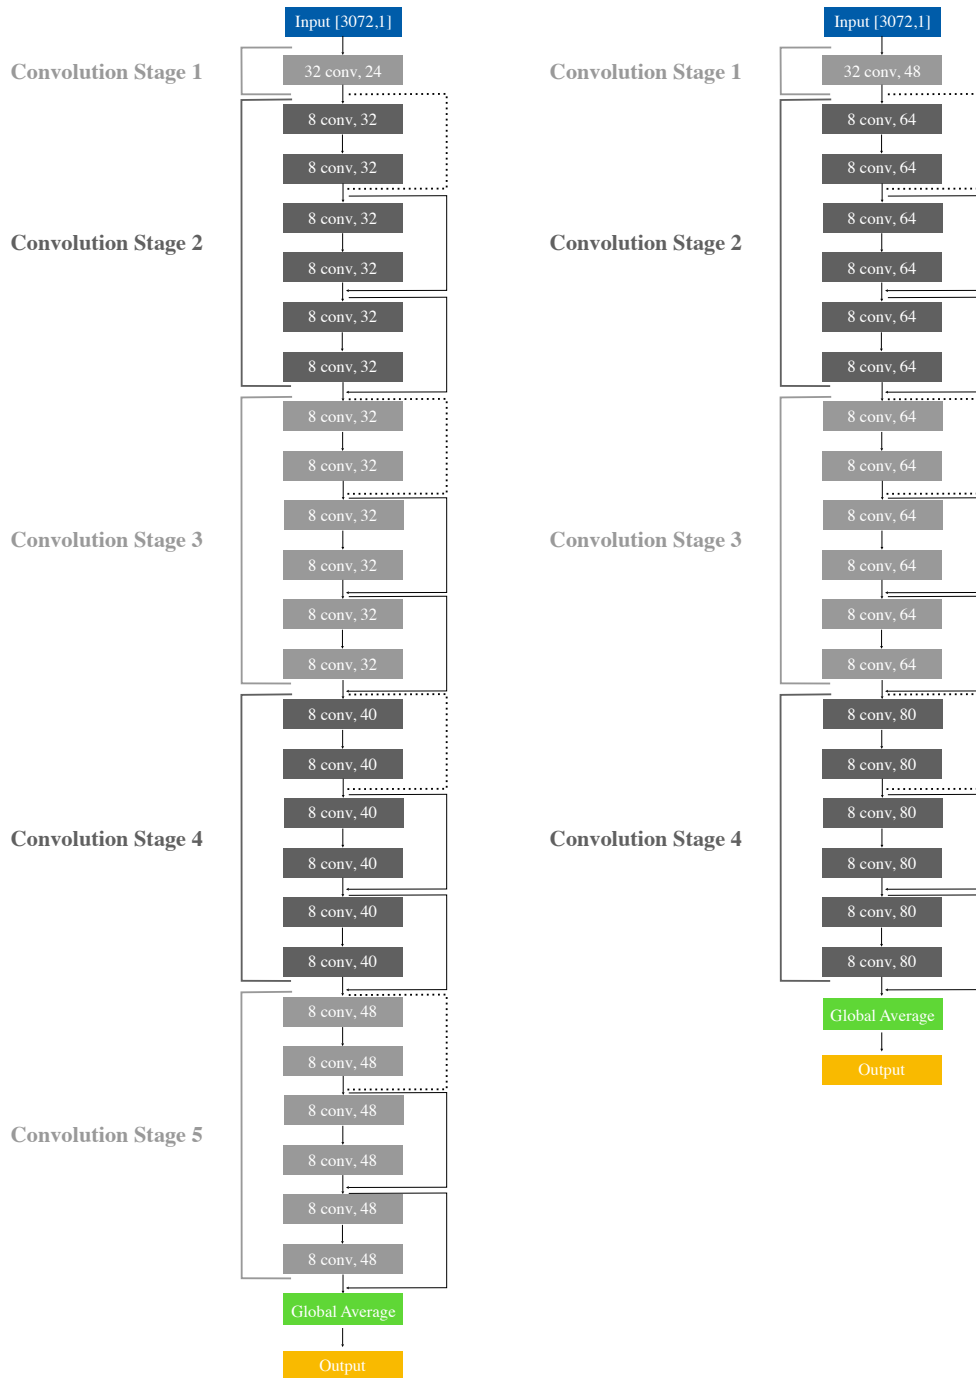 Input [3072,1]
Convolution Stage 1
32 conv, 24
8 conv, 32
8 conv, 32
Convolution Stage 2
8 conv, 32
8 conv, 32
8 conv, 32
8 conv, 32
8 conv, 32
8 conv, 32
Convolution Stage 3
8 conv, 32
8 conv, 32
8 conv, 32
8 conv, 32
8 conv, 40
8 conv, 40
Convolution Stage 4
8 conv, 40
8 conv, 40
8 conv, 40
8 conv, 40
8 conv, 48
8 conv, 48
Convolution Stage 5
8 conv, 48
8 conv, 48
8 conv, 48
8 conv, 48
Global Average
Output
Input [3072,1]
Convolution Stage 1
32 conv, 48
8 conv, 64
8 conv, 64
Convolution Stage 2
8 conv, 64
8 conv, 64
8 conv, 64
8 conv, 64
8 conv, 64
8 conv, 64
Convolution Stage 3
8 conv, 64
8 conv, 64
8 conv, 64
8 conv, 64
8 conv, 80
8 conv, 80
Convolution Stage 4
8 conv, 80
8 conv, 80
8 conv, 80
8 conv, 80
Global Average
Output